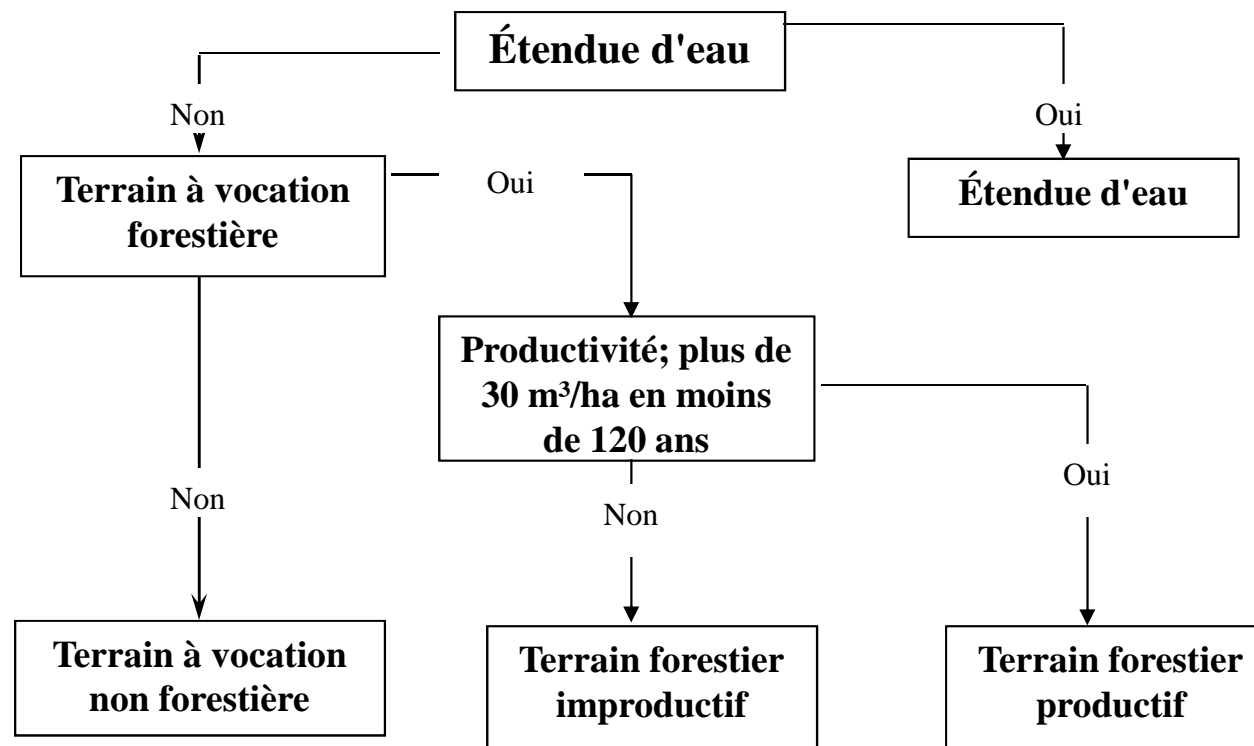 Étendue d'eau
Non
Oui
Terrain à vocation
forestière
Oui
Étendue d'eau
Productivité; plus de
30 m³/ha en moins
de 120 ans
Non
Non
Oui
Terrain à vocation
non forestière
Terrain forestier
improductif
Terrain forestier
productif